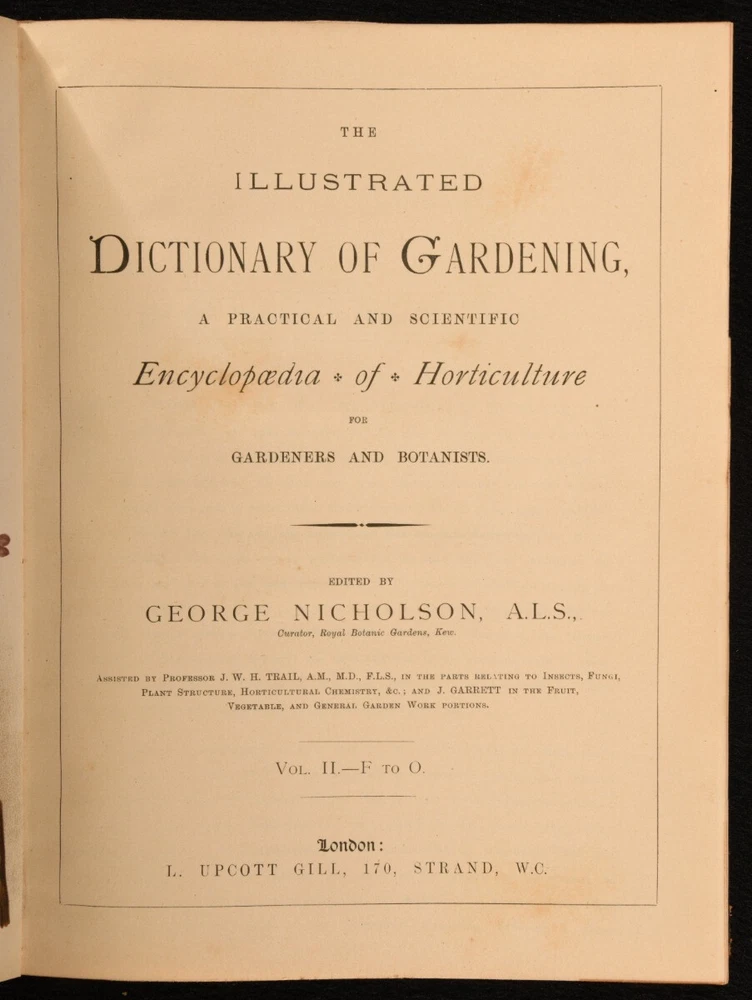 THE
ILLUSTRATED
DICTIONARY OF GARDENING,
A PRACTICAL AND SCIENTIFIC
Encyclopædia ✣ of ✣ Horticulture
FOR
GARDENERS AND BOTANISTS.
EDITED BY
GEORGE NICHOLSON, A.L.S.,
Curator, Royal Botanic Gardens, Kew.
ASSISTED BY PROFESSOR J. W. H. TRAIL, A.M., M.D., F.L.S., IN THE PARTS RELATING TO INSECTS, FUNGI,
PLANT STRUCTURE, HORTICULTURAL CHEMISTRY, &C.; AND J. GARRETT IN THE FRUIT,
VEGETABLE, AND GENERAL GARDEN WORK PORTIONS.
VOL. II.—F TO O.
London:
L. UPCOTT GILL, 170, STRAND, W.C.